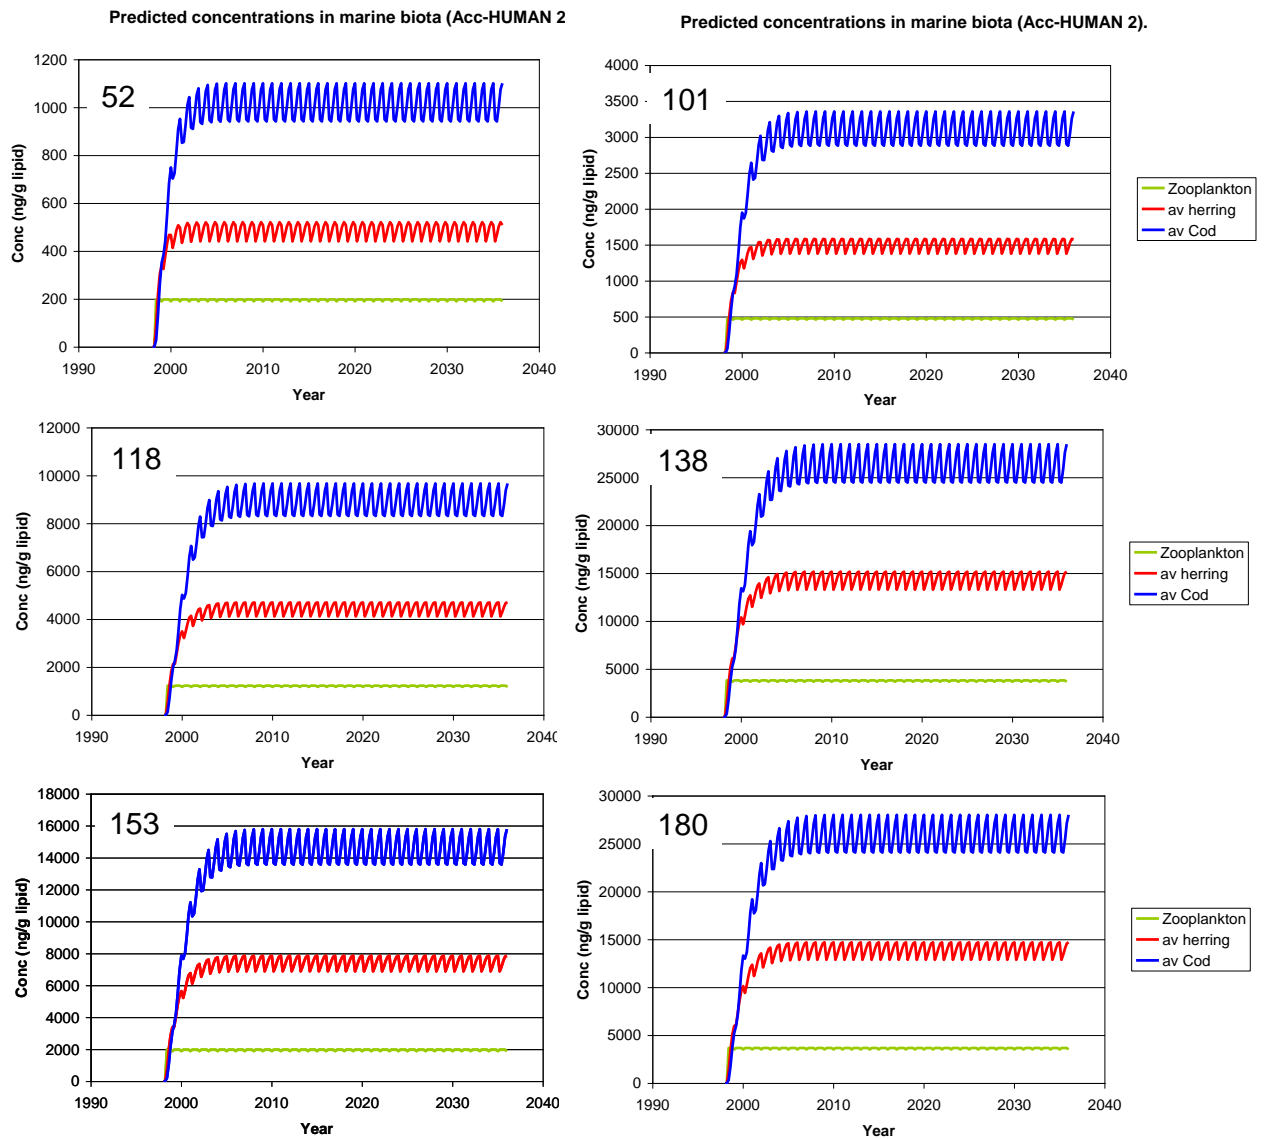 Predicted concentrations in marine biota (Acc-HUMAN 2
Predicted concentrations in marine biota (Acc-HUMAN 2).
52
Conc (ng/g lipid)
1200
1000
800
600
400
200
0
1990 2000 2010 2020 2030 2040
Year
101
Conc (ng/g lipid)
4000
3500
3000
2500
2000
1500
1000
500
0
1990 2000 2010 2020 2030 2040
Year
Zooplankton
av herring
av Cod
118
Conc (ng/g lipid)
12000
10000
8000
6000
4000
2000
0
1990 2000 2010 2020 2030 2040
Year
138
Conc (ng/g lipid)
30000
25000
20000
15000
10000
5000
0
1990 2000 2010 2020 2030 2040
Year
Zooplankton
av herring
av Cod
153
Conc (ng/g lipid)
18000
16000
14000
12000
10000
8000
6000
4000
2000
0
1990 2000 2010 2020 2030 2040
Year
180
Conc (ng/g lipid)
30000
25000
20000
15000
10000
5000
0
1990 2000 2010 2020 2030 2040
Year
Zooplankton
av herring
av Cod